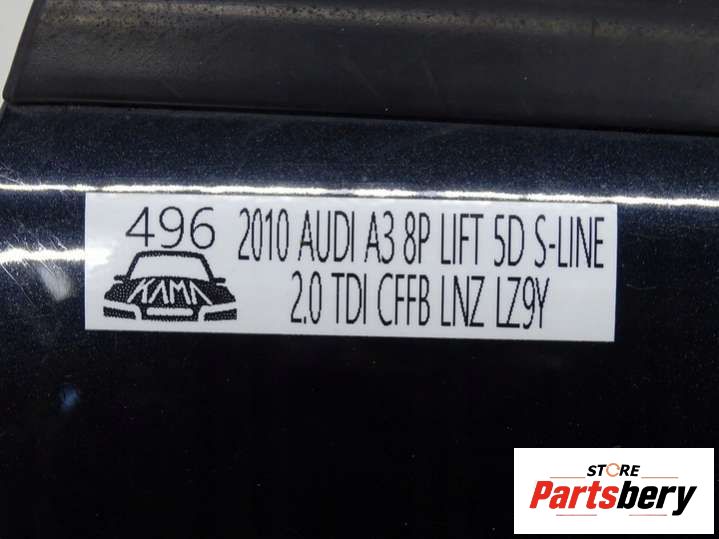 496
2010 AUDI A3 8P LIFT 5D S-LINE
KAMA
2.0 TDI CFFB LNZ LZ9Y
STORE
Partsbery